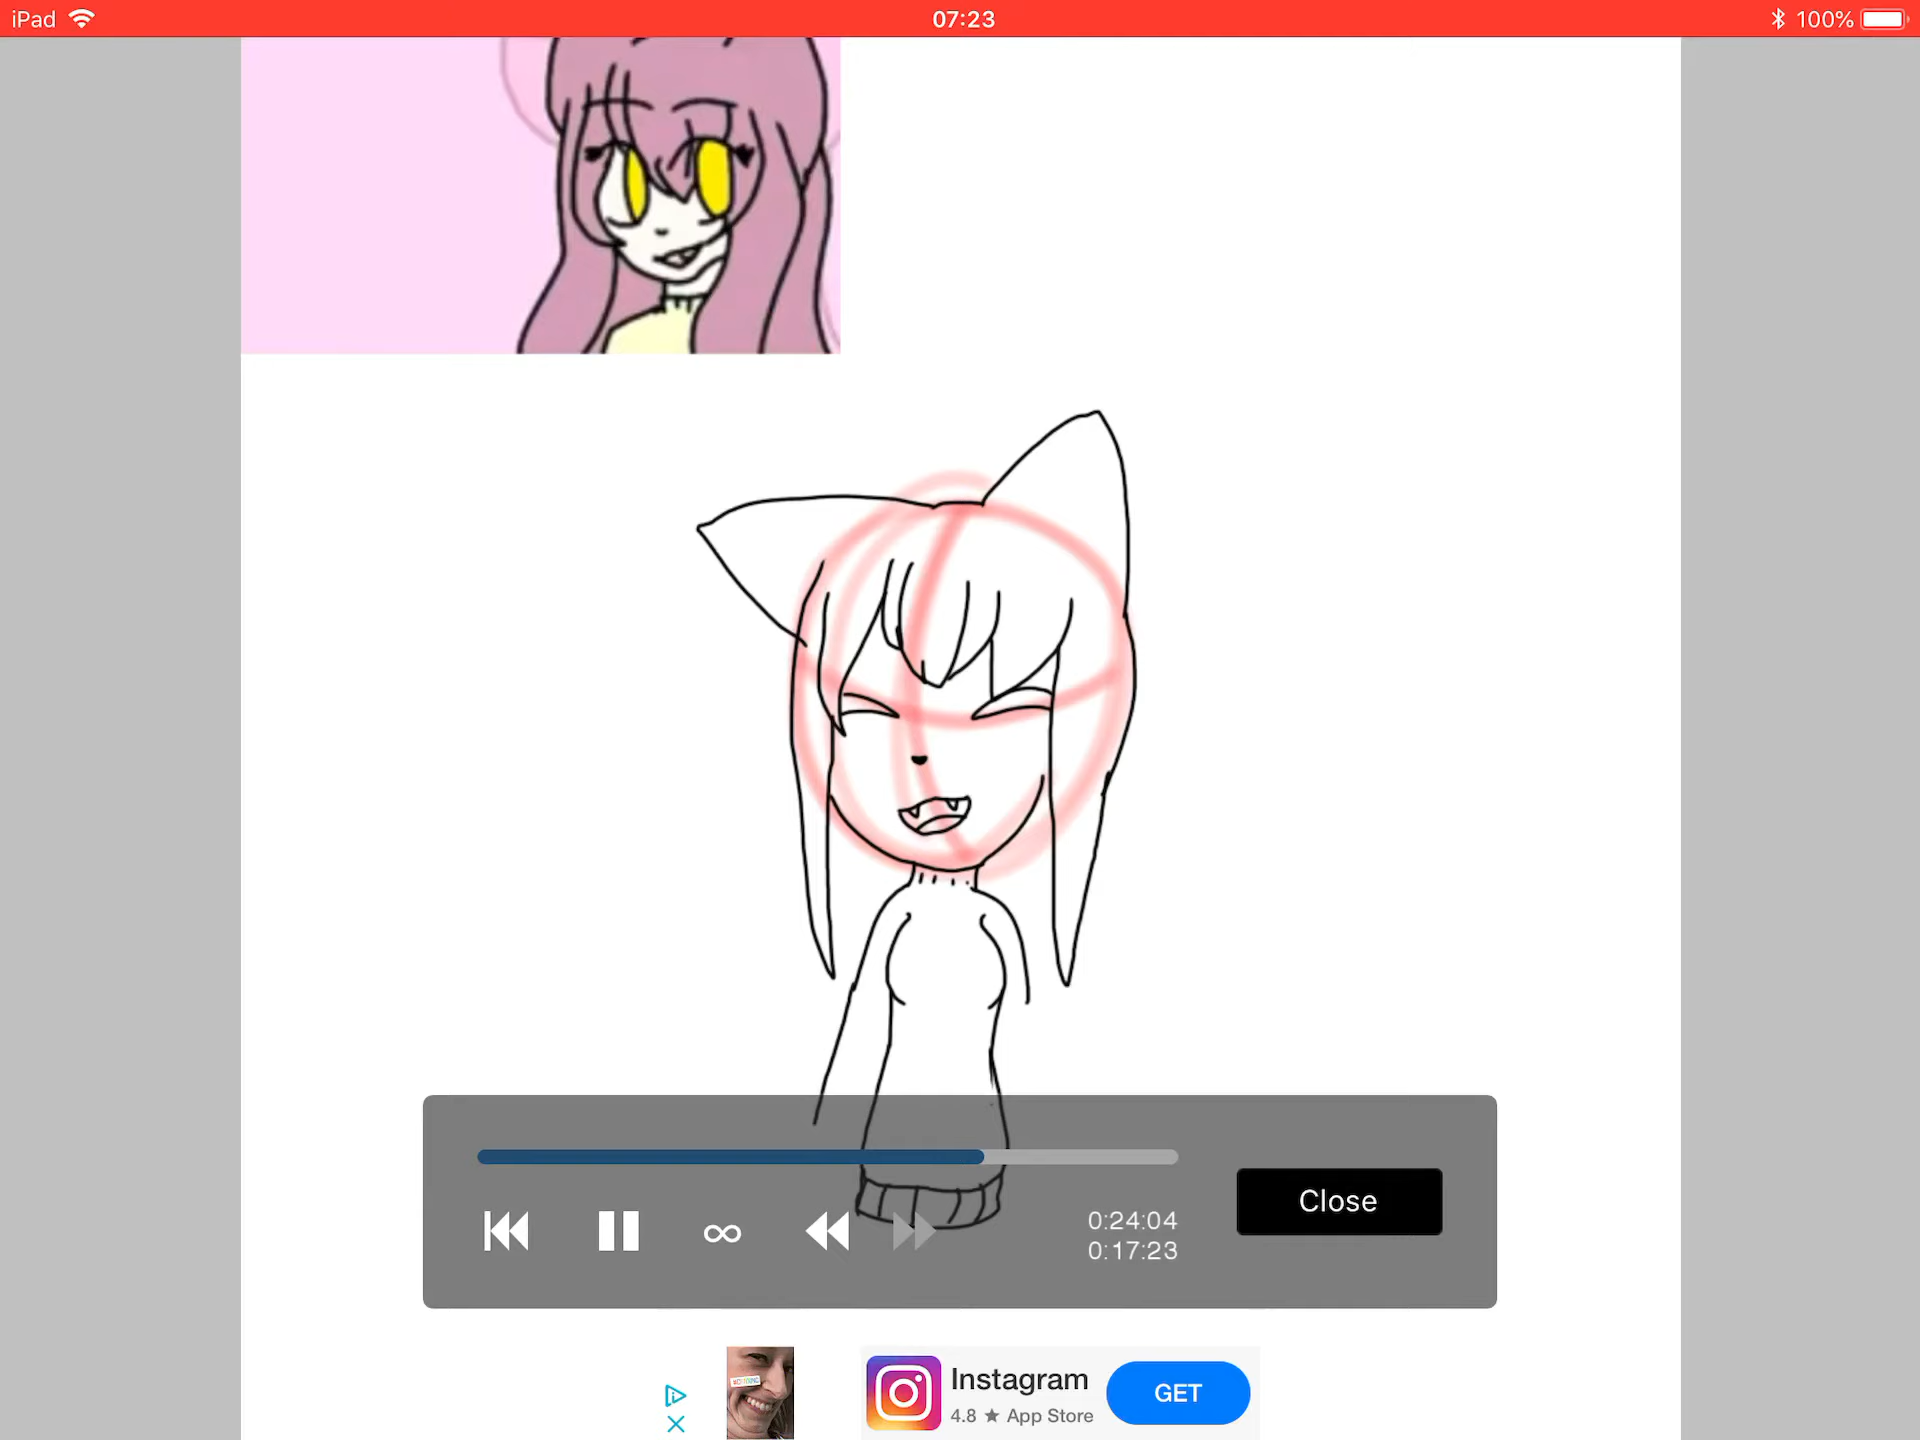 iPad
07:23
100%
0:24:04
0:17:23
Close
Instagram
4.8 ★ App Store
GET